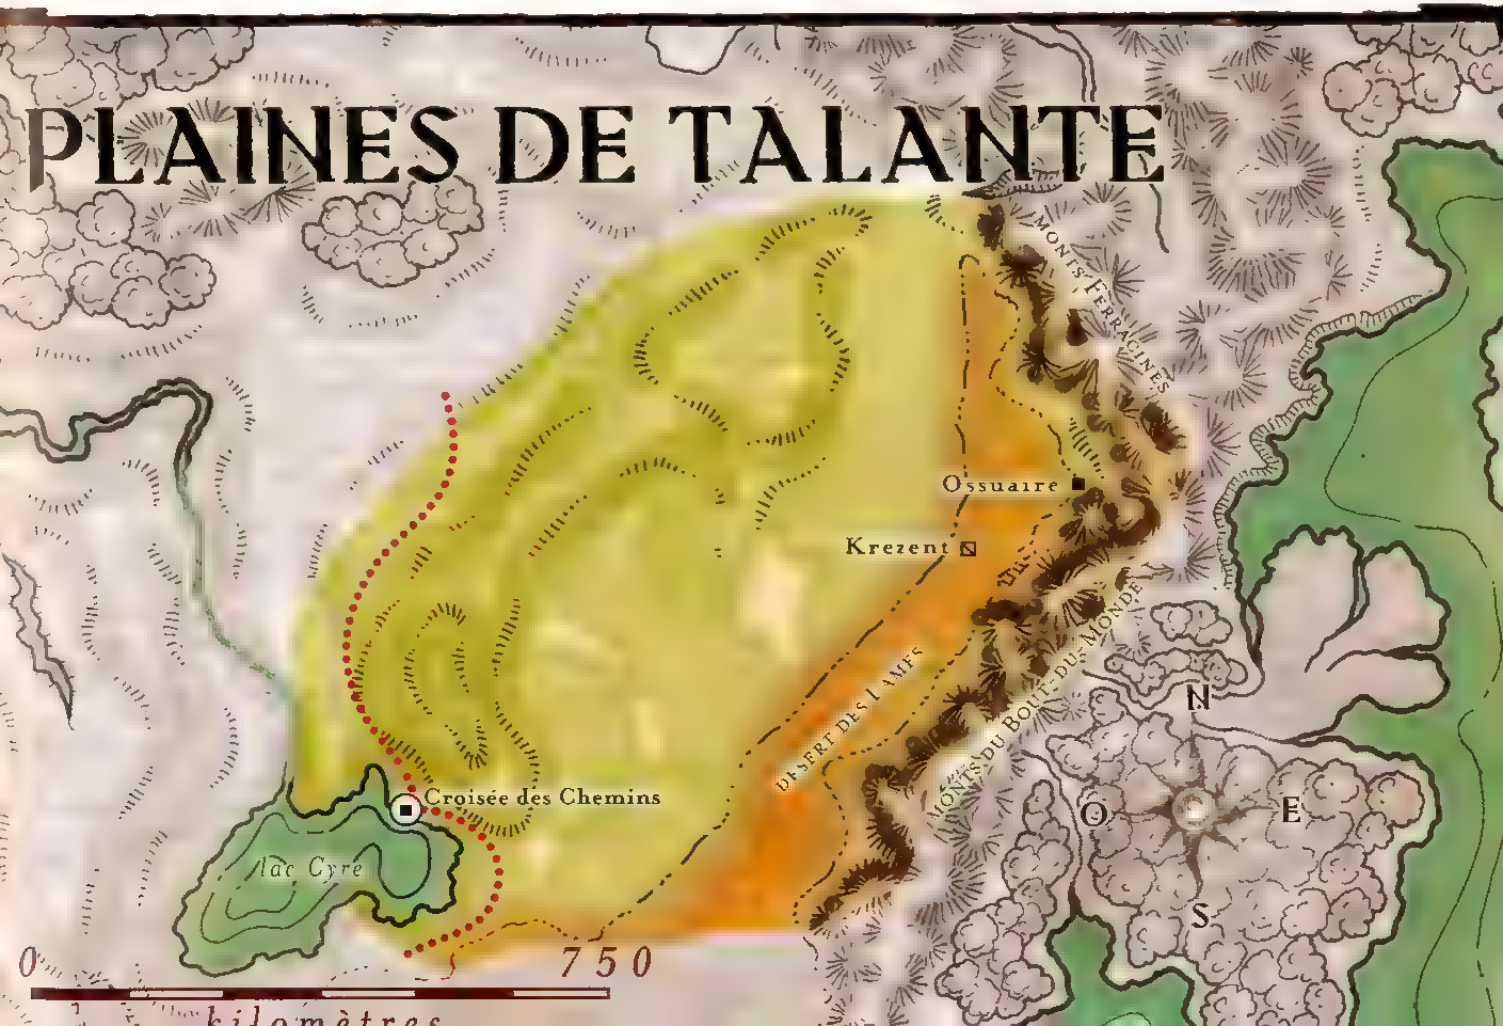 PLAINES DE TALANTE
MONTS FERRACINES
Ossuaire
Krezent
DÉSERT DES LAMES
MONTS DU BOUT-DU-MONDE
N
O
E
S
Croisée des Chemins
lac Cyre
0
750
kilomètres